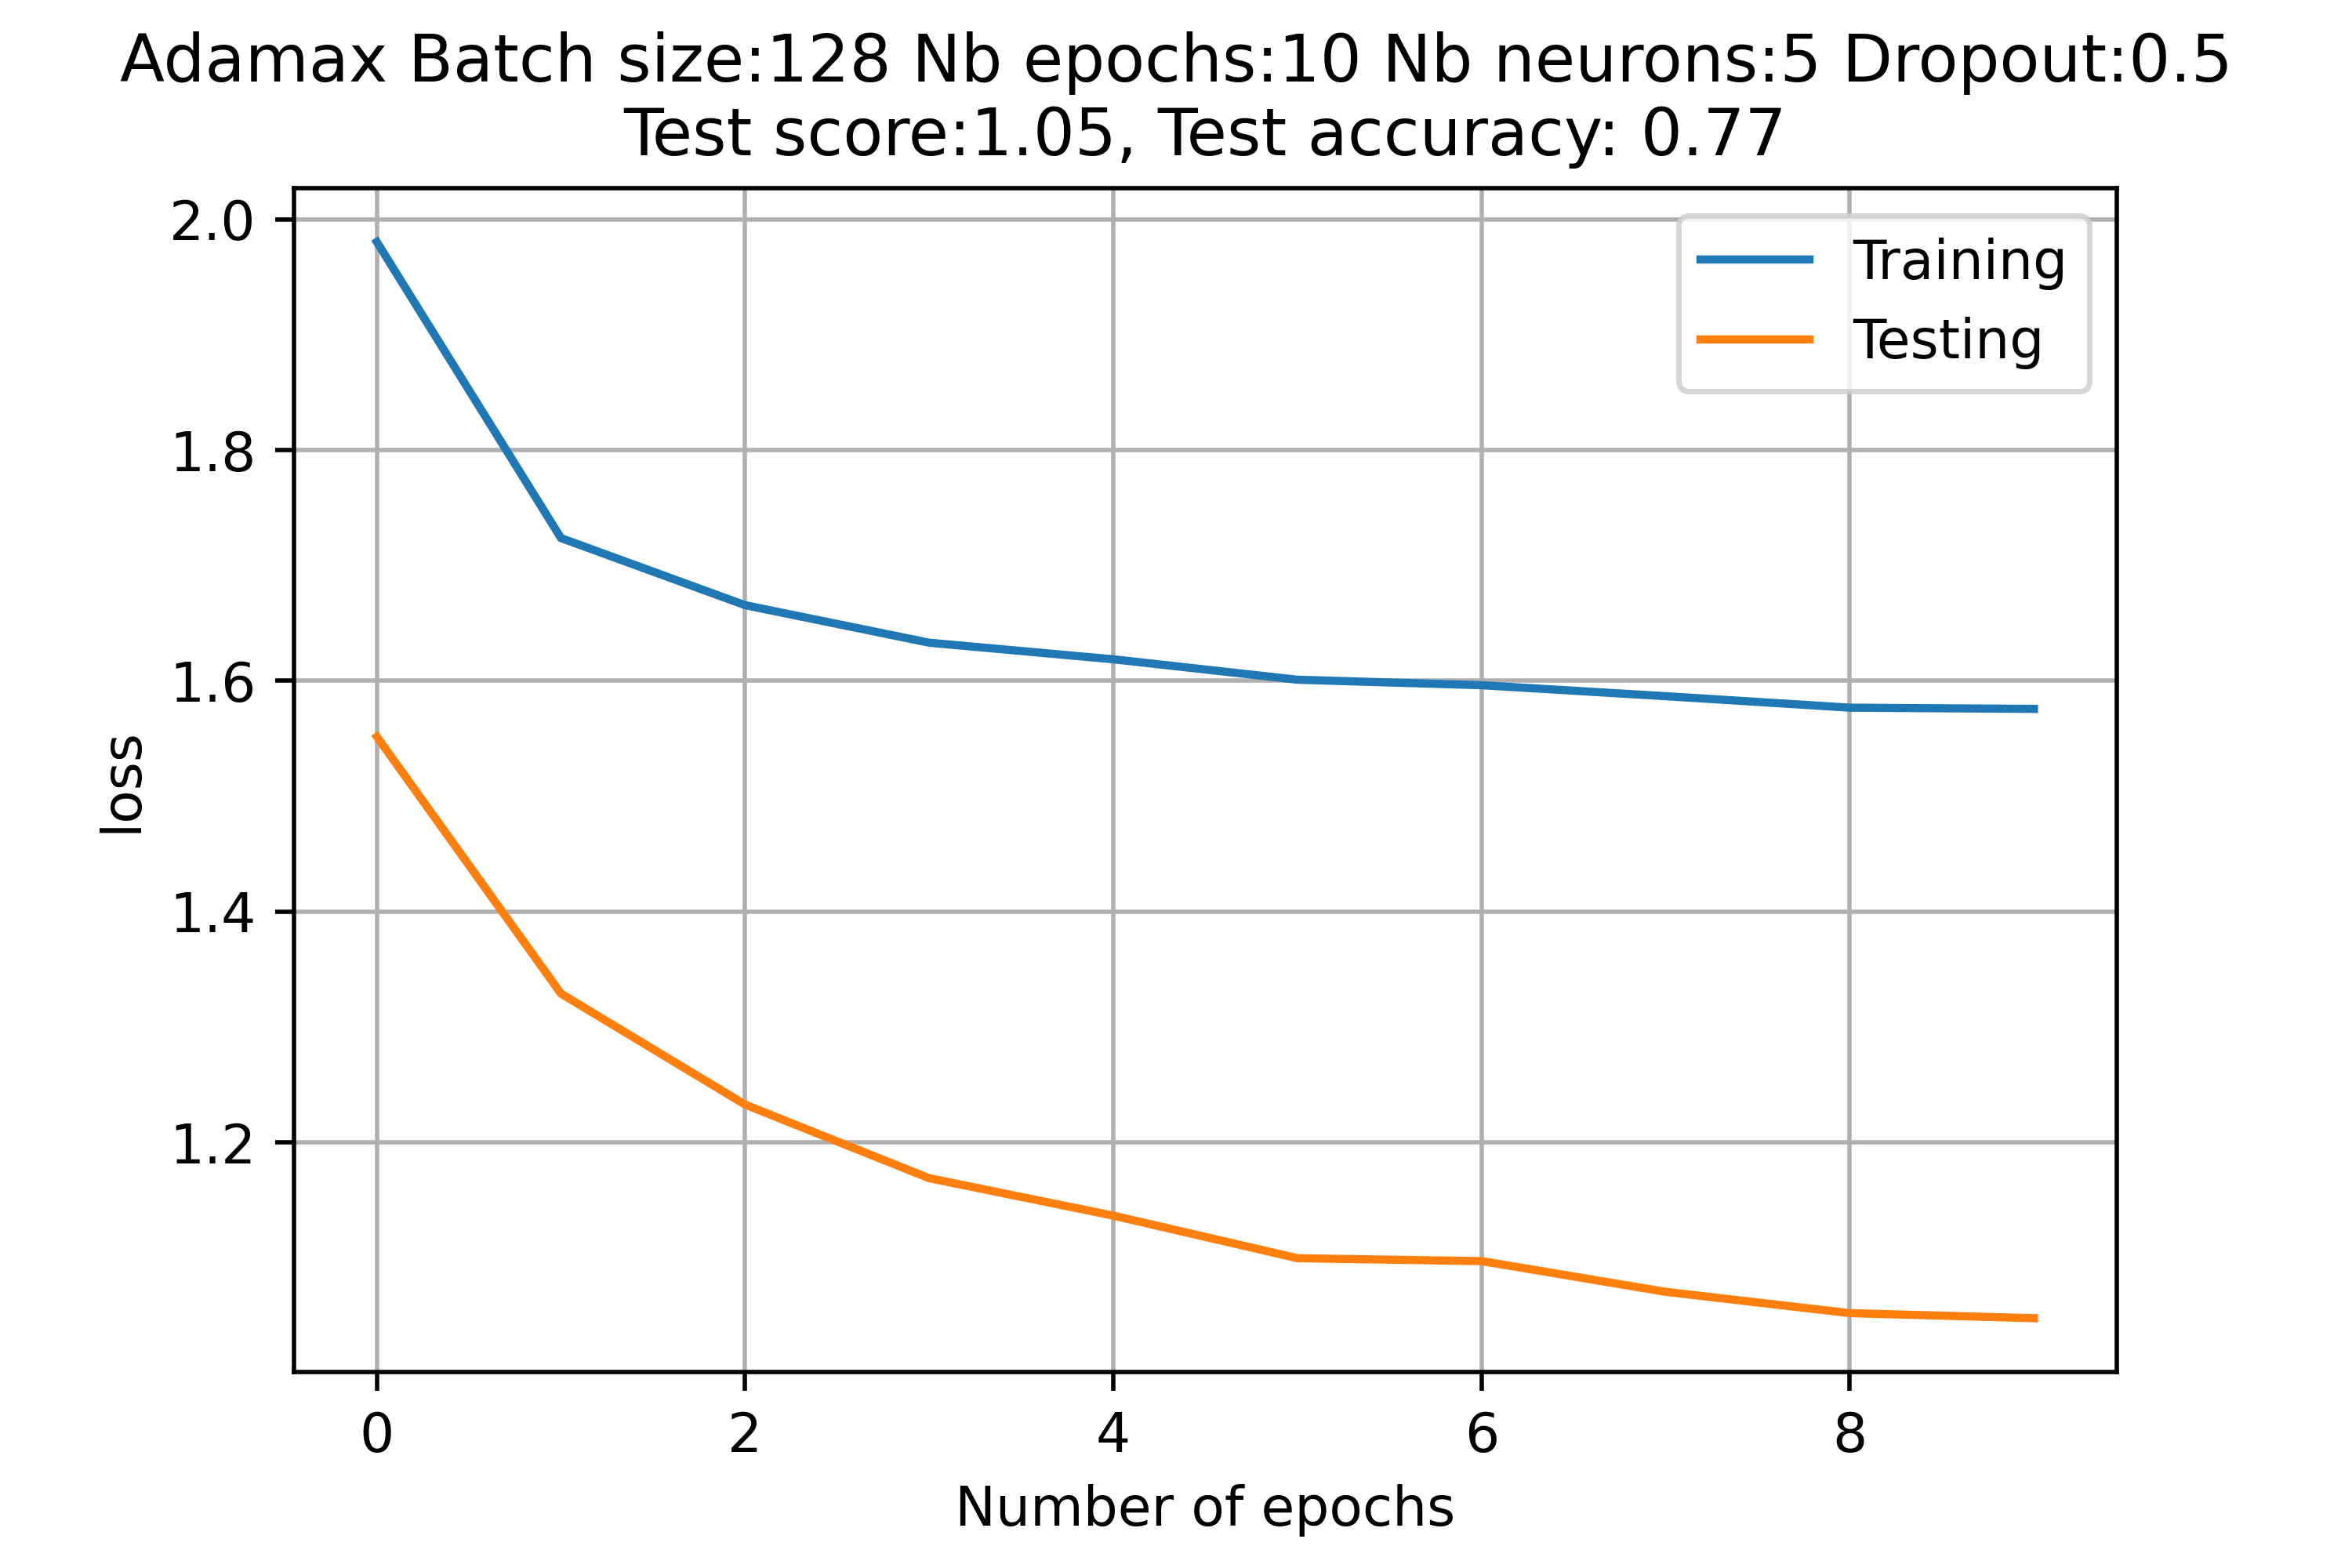 Adamax Batch size:128 Nb epochs:10 Nb neurons:5 Dropout:0.5
Test score:1.05, Test accuracy: 0.77
2.0
1.8
1.6
1.4
1.2
loss
Training
Testing
0 2 4 6 8
Number of epochs